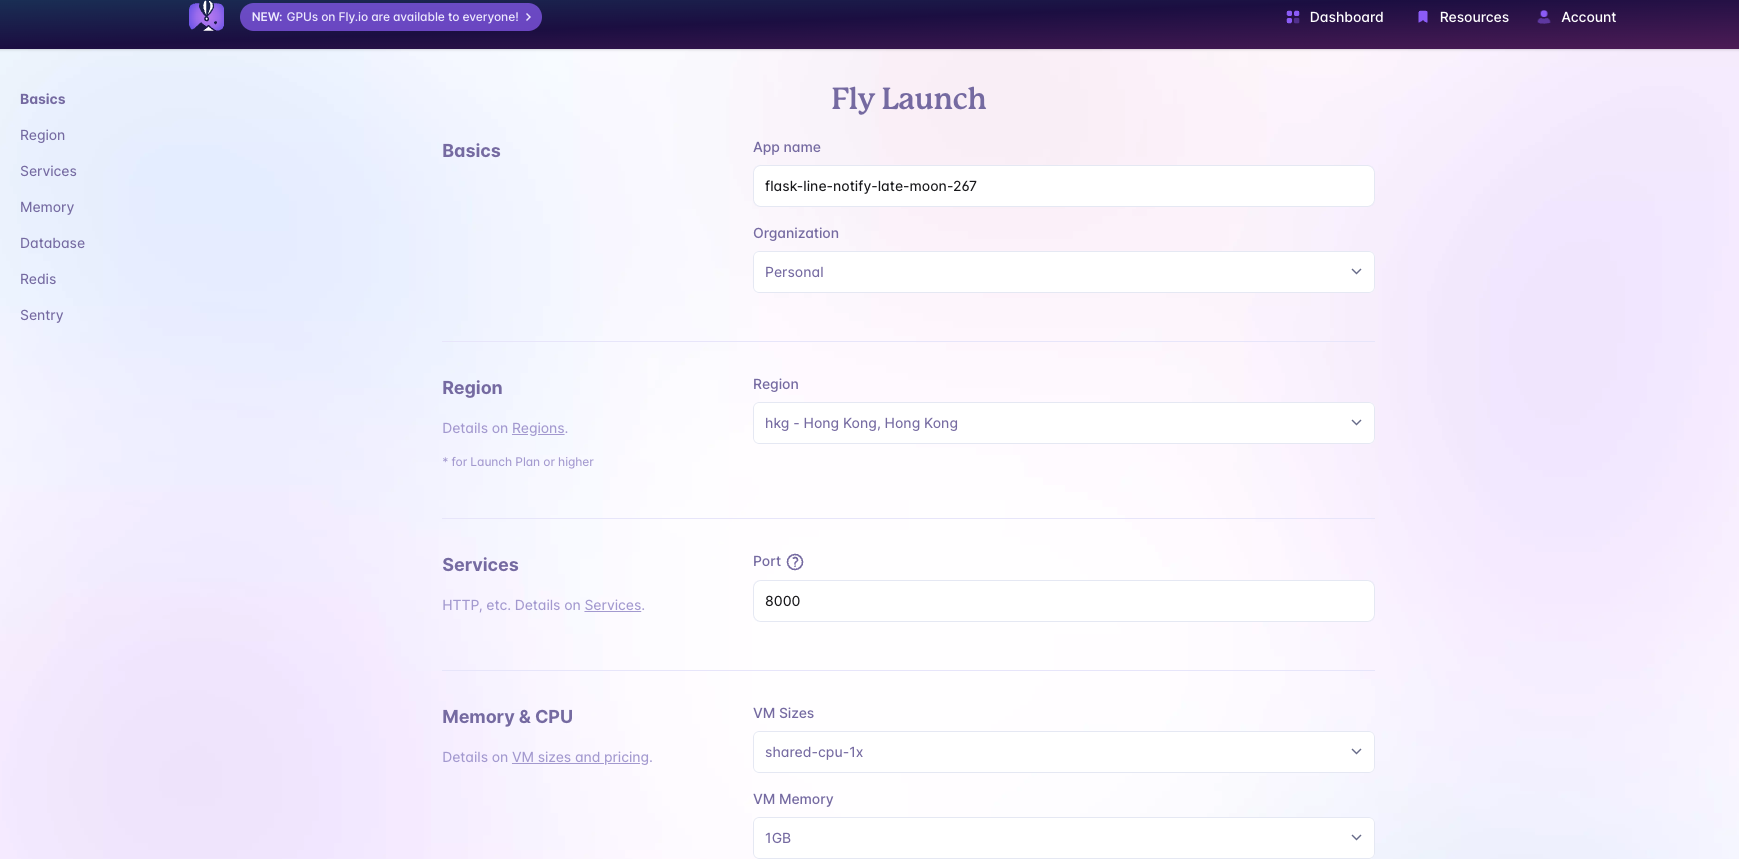 NEW: GPUs on Fly.io are available to everyone!
Dashboard
Resources
Account
Basics
Region
Services
Memory
Database
Redis
Sentry
Fly Launch
Basics
App name
flask-line-notify-late-moon-267
Organization
Personal
Region
Details on Regions.
* for Launch Plan or higher
Region
hkg - Hong Kong, Hong Kong
Services
HTTP, etc. Details on Services.
Port
8000
Memory & CPU
Details on VM sizes and pricing.
VM Sizes
shared-cpu-1x
VM Memory
1GB